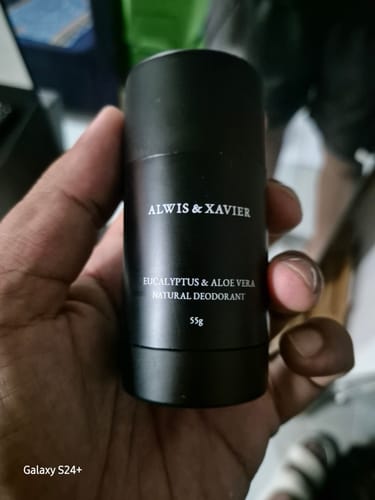 ALWIS & XAVIER
EUCALYPTUS & ALOE VERA
NATURAL DEODORANT
55g
Galaxy S24+